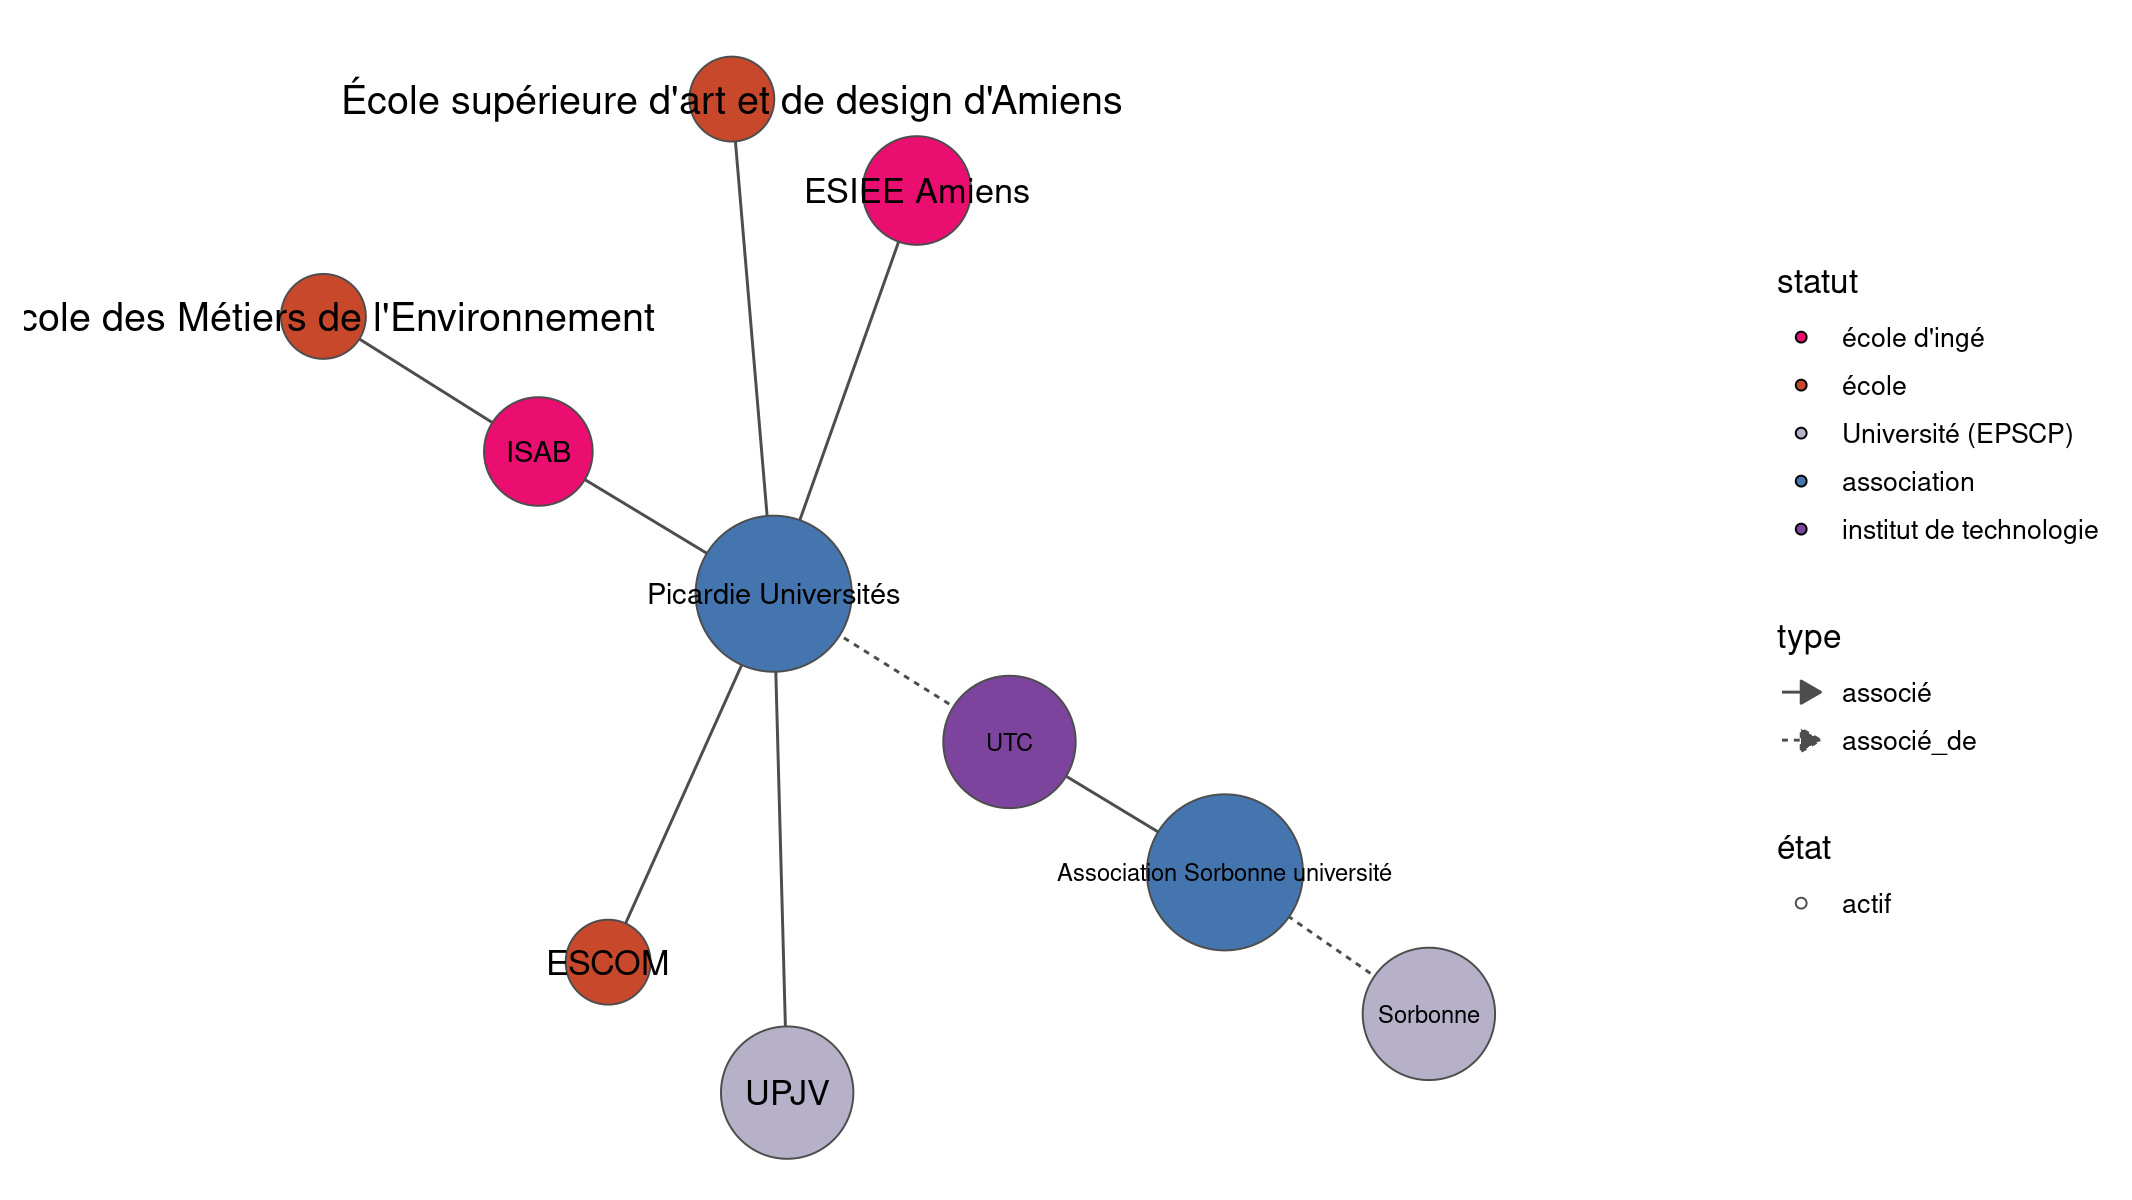 École supérieure d'art et de design d'Amiens
ESIEE Amiens
cole des Métiers de l'Environnement
ISAB
Picardie Universités
UTC
Association Sorbonne université
ESCOM
Sorbonne
UPJV
statut
école d'ingé
école
Université (EPSCP)
association
institut de technologie
type
associé
associé_de
état
actif